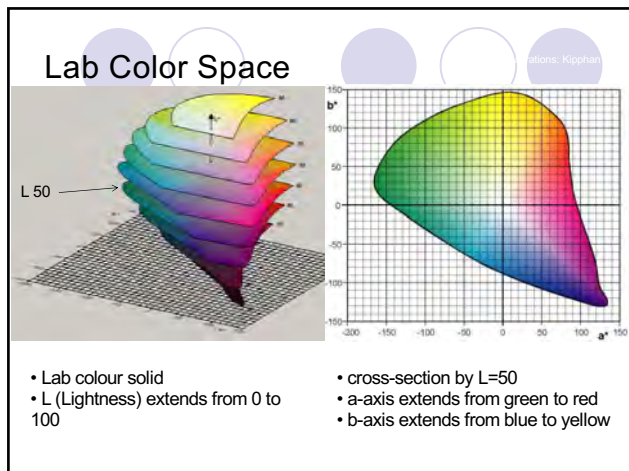 Lab Color Space
rations: Kipphan
L 50
b*
150
100
50
0
-50
-100
-150
-200
-150
-100
-50
0
50
100
150
a*
• Lab colour solid
• L (Lightness) extends from 0 to
100
• cross-section by L=50
• a-axis extends from green to red
• b-axis extends from blue to yellow